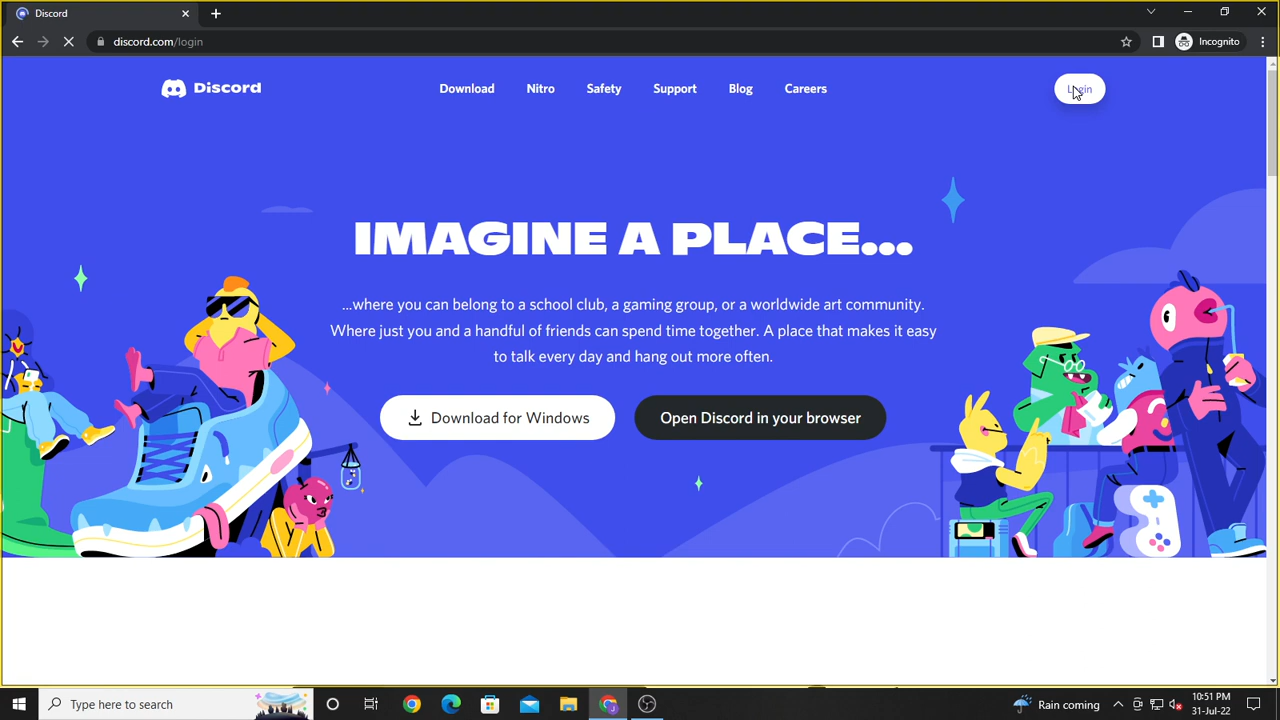 Discord
discord.com/login
Incognito
Discord
Download
Nitro
Safety
Support
Blog
Careers
Login
IMAGINE A PLACE...
...where you can belong to a school club, a gaming group, or a worldwide art community.
Where just you and a handful of friends can spend time together. A place that makes it easy
to talk every day and hang out more often.
Download for Windows
Open Discord in your browser
Type here to search
Rain coming
10:51 PM
31-Jul-22